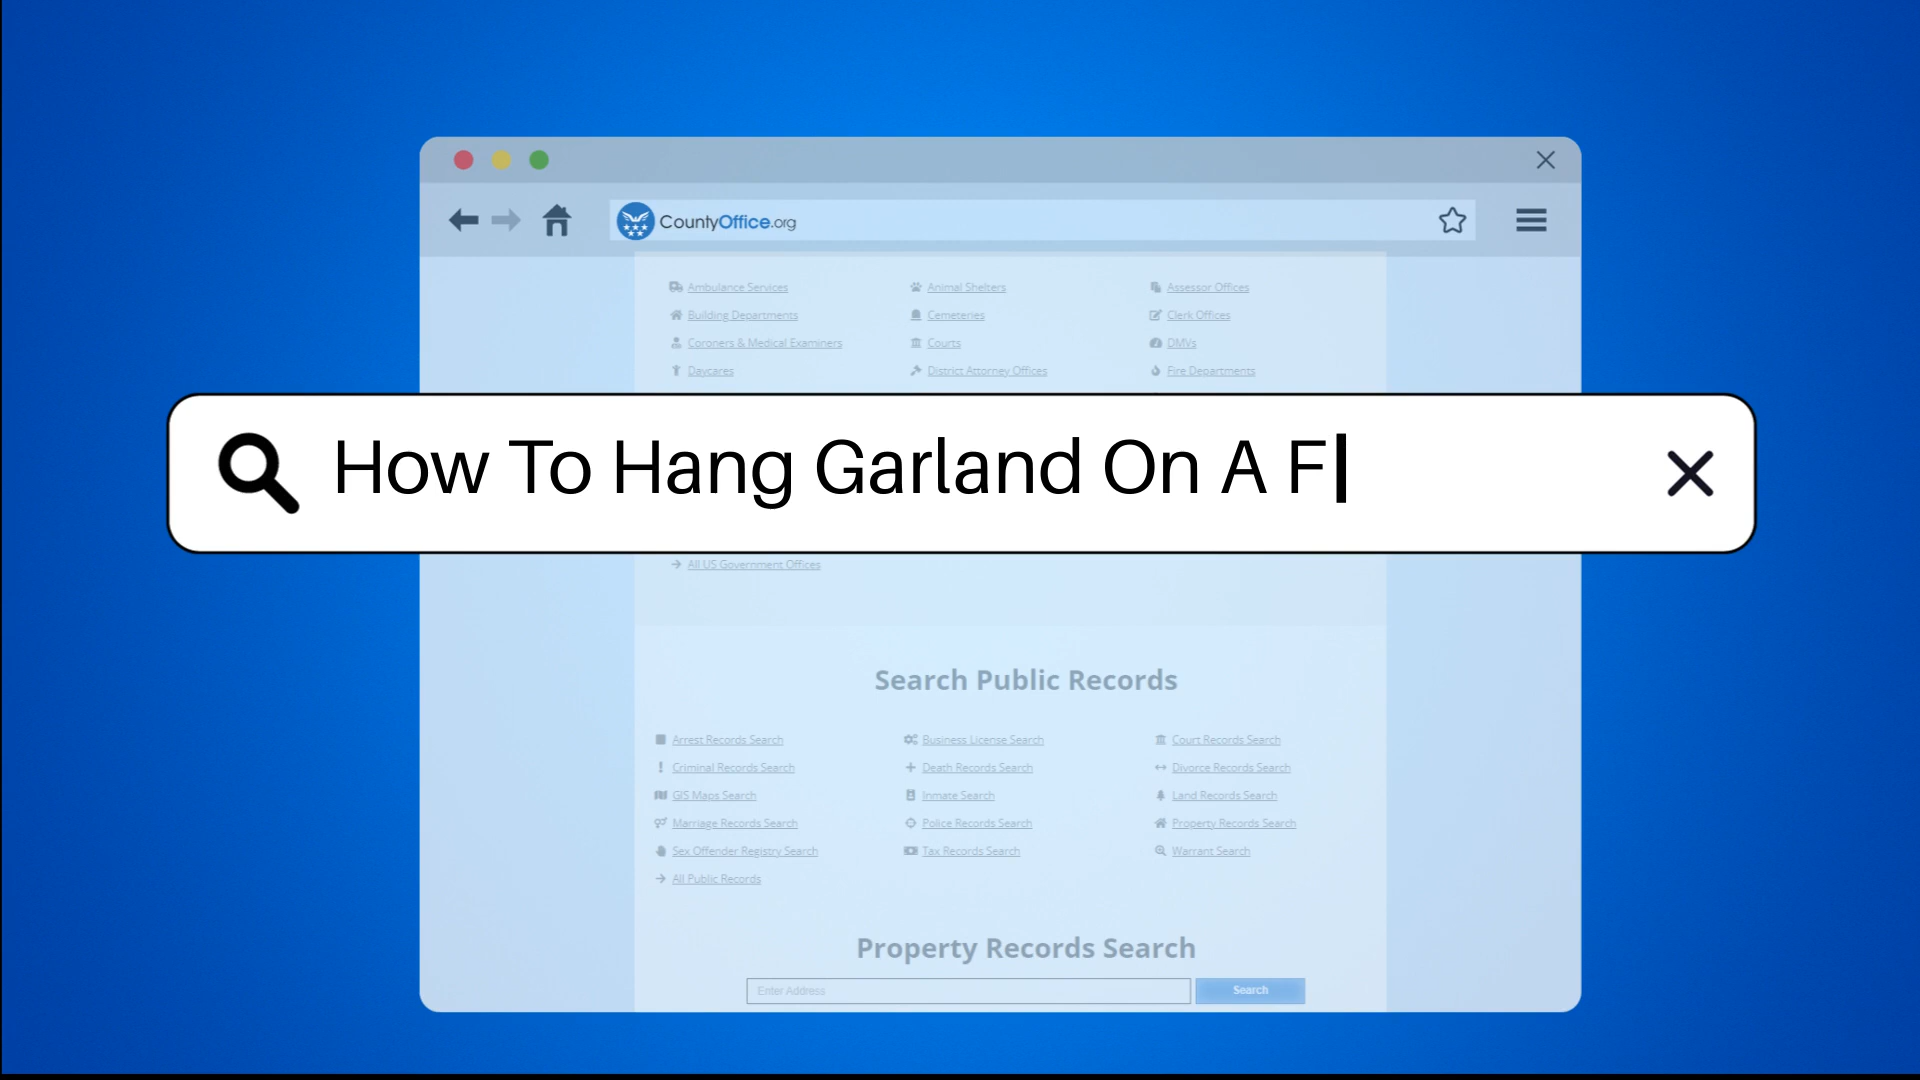 CountyOffice.org
Ambulance Services Animal Shelters Assessor Offices
Building Departments Cemeteries Clerk Offices
Coroners & Medical Examiners Courts DMVs
Daycares District Attorney Offices Fire Departments
How To Hang Garland On A F
All US Government Offices
Search Public Records
Arrest Records Search Business License Search Court Records Search
Criminal Records Search Death Records Search Divorce Records Search
GIS Maps Search Inmate Search Land Records Search
Marriage Records Search Police Records Search Property Records Search
Sex Offender Registry Search Tax Records Search Warrant Search
All Public Records
Property Records Search
Enter Address Search